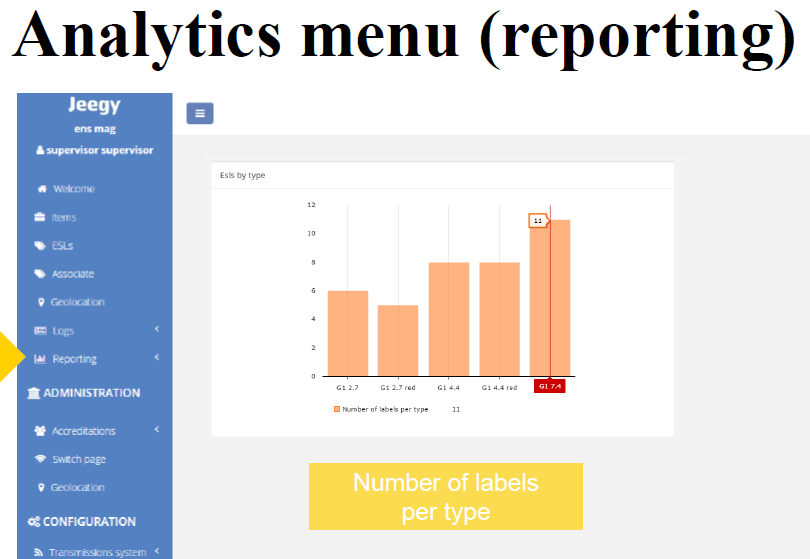 Analytics menu (reporting)
Jeegy
ens mag
supervisor supervisor
Welcome
Items
ESLs
Associate
Geolocation
Logs
Reporting
ADMINISTRATION
Accreditations
Switch page
Geolocation
CONFIGURATION
Transmissions system
Esls by type
12
10
8
6
4
2
0
11
G1 2.7
G1 2.7 red
G1 4.4
G1 4.4 red
G1 7.4
Number of labels per type 11
Number of labels
per type